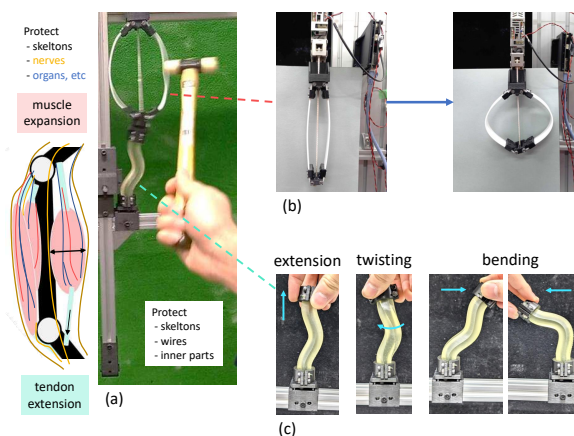 Protect
- skeltons
- nerves
- organs, etc
muscle
expansion
tendon
extension
(a)
Protect
- skeltons
- wires
- inner parts
(b)
extension
twisting
bending
(c)